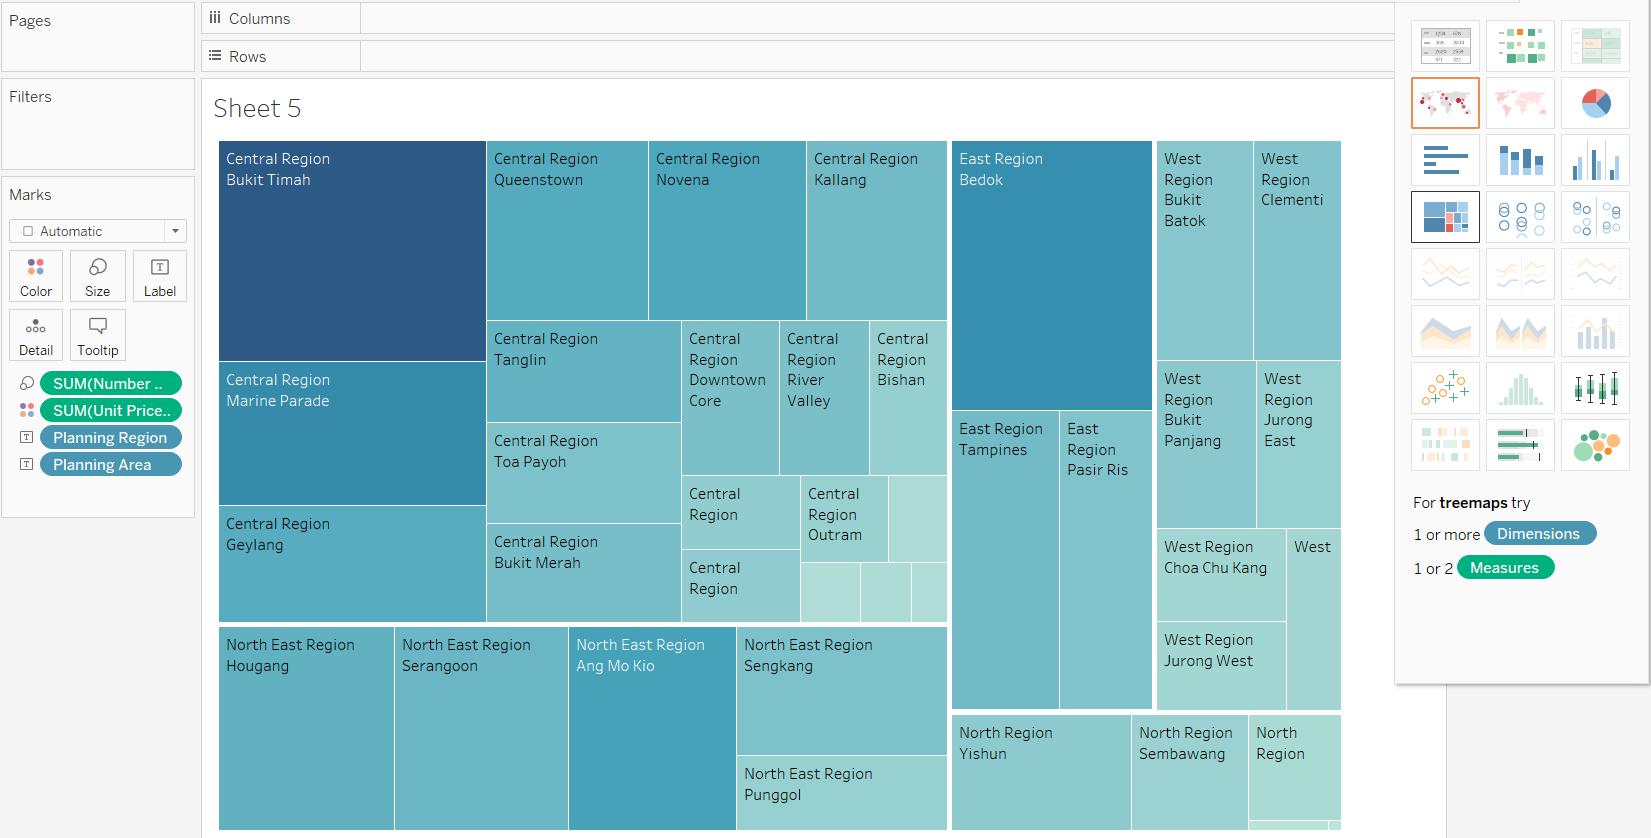 Pages
Columns
Rows
Filters
Marks
Automatic
Color
Size
Label
Detail
Tooltip
SUM(Number ..
SUM(Unit Price..
Planning Region
Planning Area
Sheet 5
Central Region
Bukit Timah
Central Region
Marine Parade
Central Region
Geylang
Central Region
Queenstown
Central Region
Novena
Central Region
Kallang
Central Region
Tanglin
Central Region
Toa Payoh
Central Region
Bukit Merah
Central
Region
Downtown
Core
Central
Region
River
Valley
Central
Region
Bishan
Central
Region
Central
Region
Central
Region
Outram
East Region
Bedok
East Region
Tampines
East
Region
Pasir Ris
West
Region
Bukit
Batok
West
Region
Clementi
West
Region
Bukit
Panjang
West
Region
Jurong
East
West Region
Choa Chu Kang
West
West Region
Jurong West
North East Region
Hougang
North East Region
Serangoon
North East Region
Ang Mo Kio
North East Region
Sengkang
North East Region
Punggol
North Region
Yishun
North Region
Sembawang
North
Region
For treemaps try
1 or more Dimensions
1 or 2 Measures